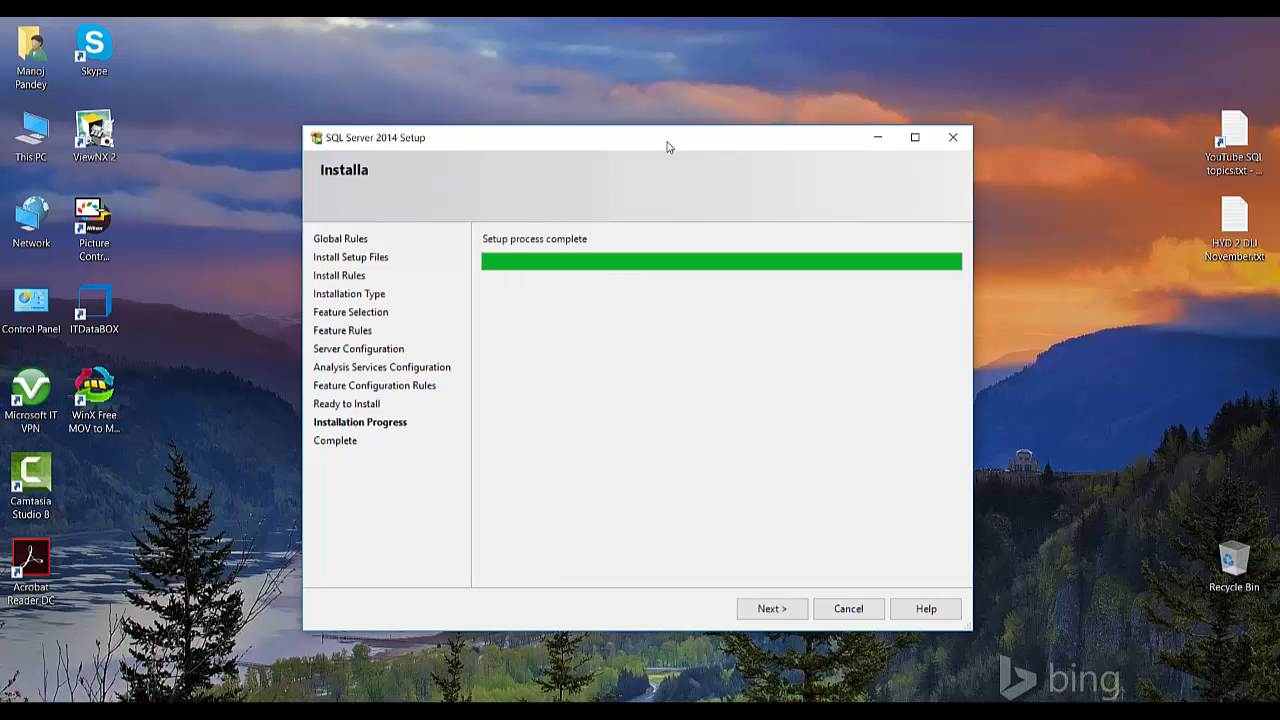 Manoj
Pandey
Skype
This PC
ViewNX 2
Network
Nikon
Picture
Contr...
Control Panel
ITDataBOX
Microsoft IT
VPN
WinX Free
MOV to M...
Camtasia
Studio 8
Acrobat
Reader DC
SQL Server 2014 Setup
Installa
Global Rules
Install Setup Files
Install Rules
Installation Type
Feature Selection
Feature Rules
Server Configuration
Analysis Services Configuration
Feature Configuration Rules
Ready to Install
Installation Progress
Complete
Setup process complete
Next >
Cancel
Help
YouTube SQL
topics.txt - ...
HYD 2 DLI
November.txt
Recycle Bin
bing